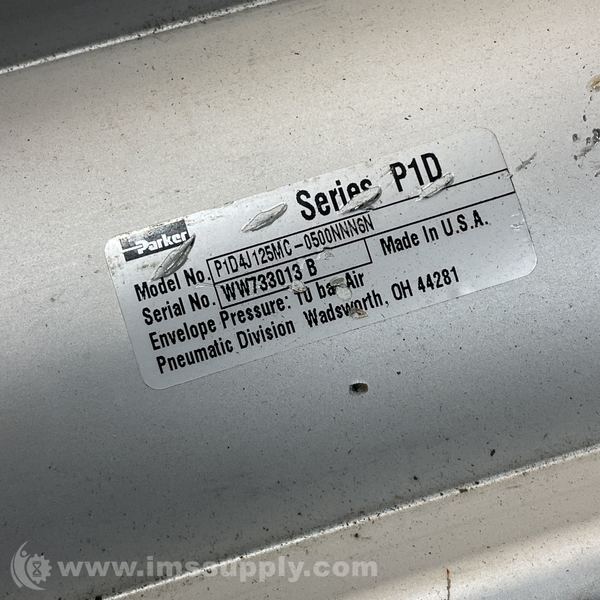 Series P1D
Parker
Model No. P1D4J125MC-0500NNN6N
Serial No. WW733013 B Made In U.S.A.
Envelope Pressure: 10 bar Air
Pneumatic Division Wadsworth, OH 44281
www.imssupply.com